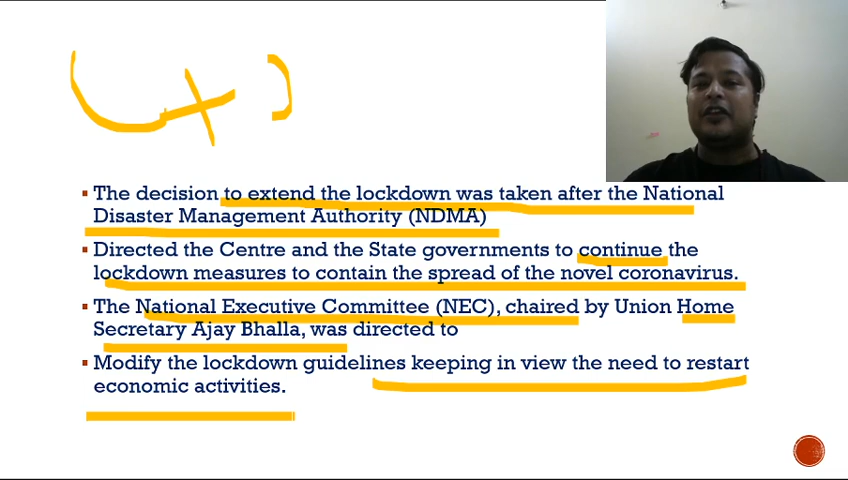 The decision to extend the lockdown was taken after the National
Disaster Management Authority (NDMA)
Directed the Centre and the State governments to continue the
lockdown measures to contain the spread of the novel coronavirus.
The National Executive Committee (NEC), chaired by Union Home
Secretary Ajay Bhalla, was directed to
Modify the lockdown guidelines keeping in view the need to restart
economic activities.